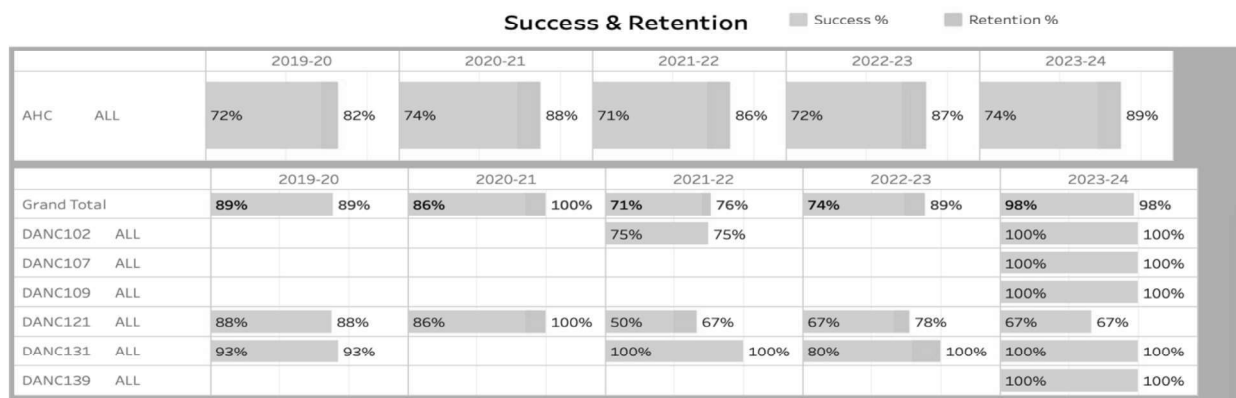 Success & Retention Success % Retention %
2019-20 2020-21 2021-22 2022-23 2023-24
AHC ALL 72% 82% 74% 88% 71% 86% 72% 87% 74% 89%
2019-20 2020-21 2021-22 2022-23 2023-24
Grand Total 89% 89% 86% 100% 71% 76% 74% 89% 98% 98%
DANC102 ALL 75% 75% 100% 100%
DANC107 ALL 100% 100%
DANC109 ALL 100% 100%
DANC121 ALL 88% 88% 86% 100% 50% 67% 67% 78% 67% 67%
DANC131 ALL 93% 93% 100% 100% 80% 100% 100% 100%
DANC139 ALL 100% 100%